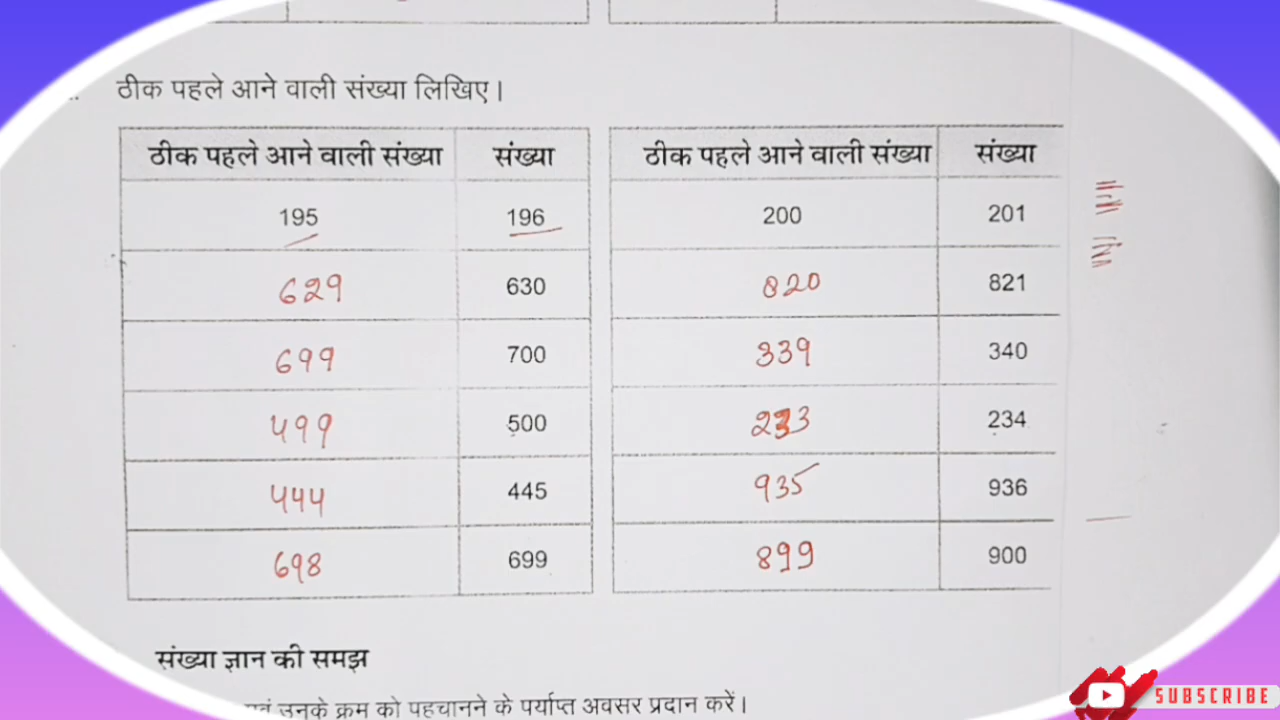 ठीक पहले आने वाली संख्या लिखिए।
ठीक पहले आने वाली संख्या संख्या
195 196
629 630
699 700
499 500
444 445
698 699
ठीक पहले आने वाली संख्या संख्या
200 201
820 821
339 340
233 234
935 936
899 900
संख्या ज्ञान की समझ
एवं उनके क्रम को पहचानने के पर्याप्त अवसर प्रदान करें।
SUBSCRIBE